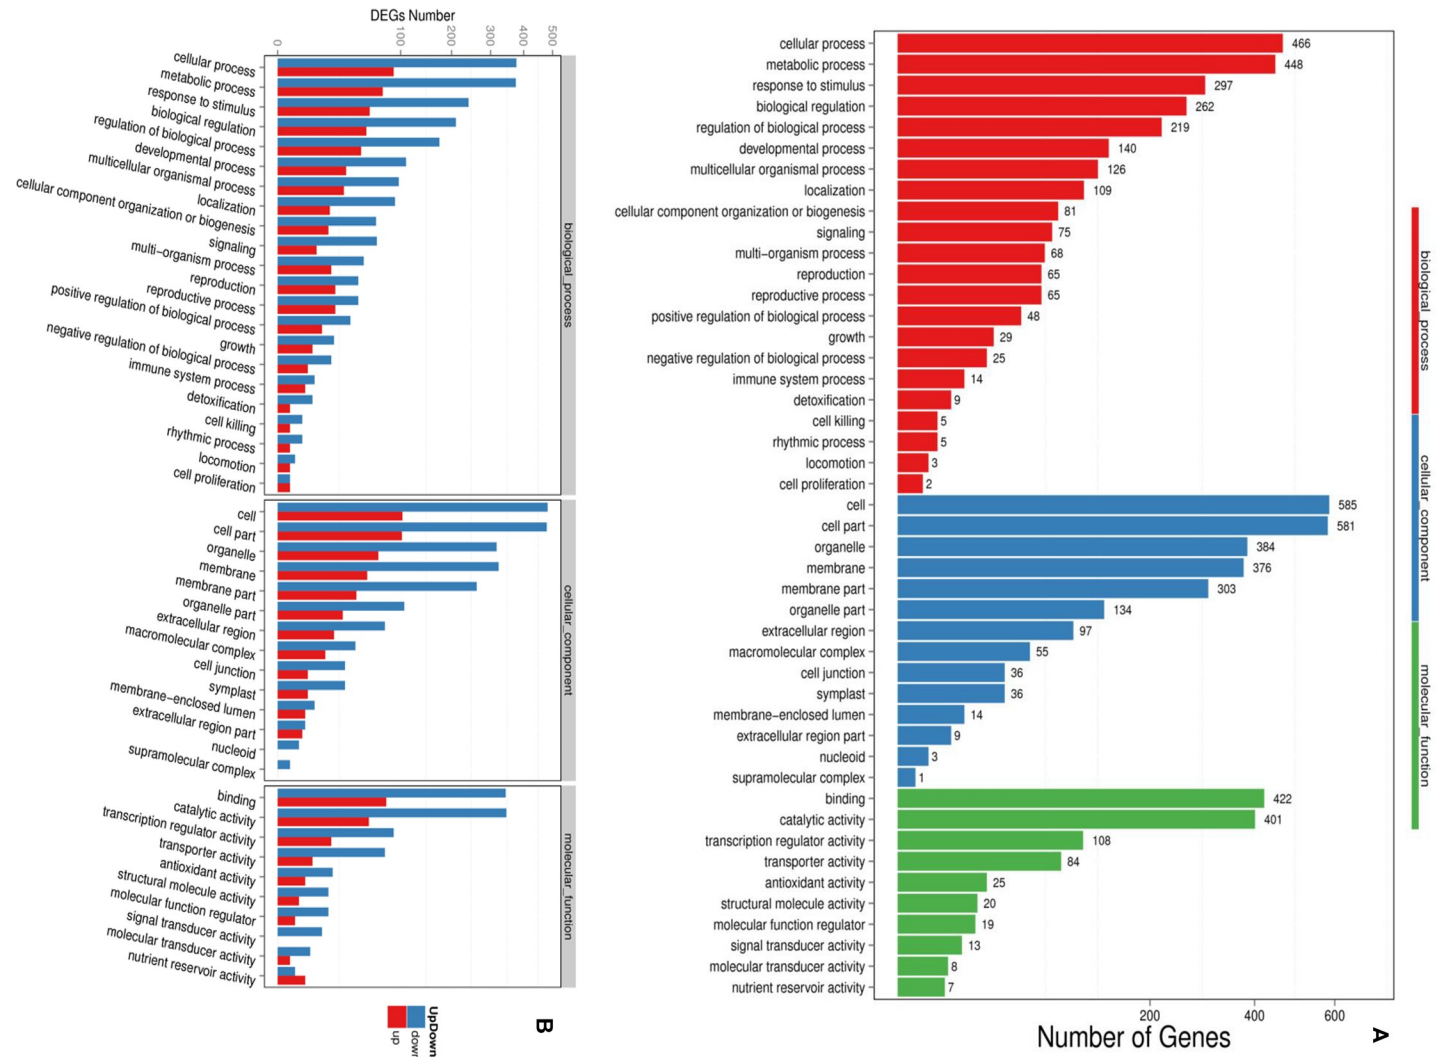 DEGs Number
0
100
200
300
400
500
cellular process
metabolic process
response to stimulus
biological regulation
regulation of biological process
developmental process
multicellular organismal process
localization
cellular component organization or biogenesis
signaling
multi−organism process
reproduction
reproductive process
positive regulation of biological process
growth
negative regulation of biological process
immune system process
detoxification
cell killing
rhythmic process
locomotion
cell proliferation
biological_process
cell
cell part
organelle
membrane
membrane part
organelle part
extracellular region
macromolecular complex
cell junction
symplast
membrane−enclosed lumen
extracellular region part
nucleoid
supramolecular complex
cellular_component
binding
catalytic activity
transcription regulator activity
transporter activity
antioxidant activity
structural molecule activity
molecular function regulator
signal transducer activity
molecular transducer activity
nutrient reservoir activity
molecular_function
UpDown
down
up
B
cellular process 466
metabolic process 448
response to stimulus 297
biological regulation 262
regulation of biological process 219
developmental process 140
multicellular organismal process 126
localization 109
cellular component organization or biogenesis 81
signaling 75
multi−organism process 68
reproduction 65
reproductive process 65
positive regulation of biological process 48
growth 29
negative regulation of biological process 25
immune system process 14
detoxification 9
cell killing 5
rhythmic process 5
locomotion 3
cell proliferation 2
cell 585
cell part 581
organelle 384
membrane 376
membrane part 303
organelle part 134
extracellular region 97
macromolecular complex 55
cell junction 36
symplast 36
membrane−enclosed lumen 14
extracellular region part 9
nucleoid 3
supramolecular complex 1
binding 422
catalytic activity 401
transcription regulator activity 108
transporter activity 84
antioxidant activity 25
structural molecule activity 20
molecular function regulator 19
signal transducer activity 13
molecular transducer activity 8
nutrient reservoir activity 7
200 400 600
Number of Genes
biological_process
cellular_component
molecular_function
A